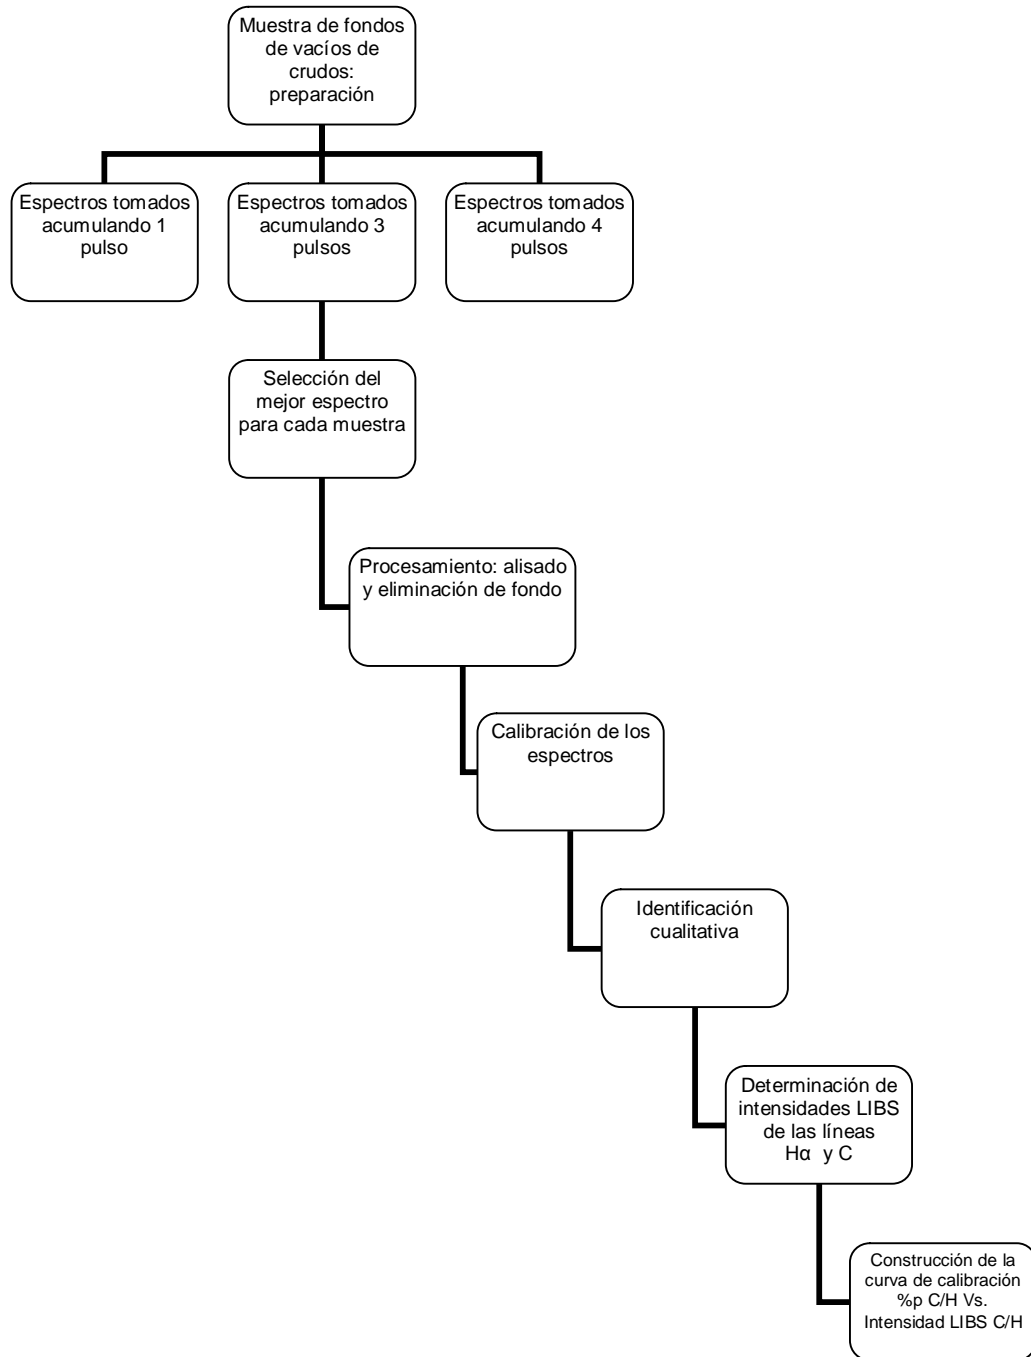 Muestra de fondos
de vacíos de
crudos:
preparación
Espectros tomados
acumulando 1
pulso
Espectros tomados
acumulando 3
pulsos
Espectros tomados
acumulando 4
pulsos
Selección del
mejor espectro
para cada muestra
Procesamiento: alisado
y eliminación de fondo
Calibración de los
espectros
Identificación
cualitativa
Determinación de
intensidades LIBS
de las líneas
Hα y C
Construcción de la
curva de calibración
%p C/H Vs.
Intensidad LIBS C/H